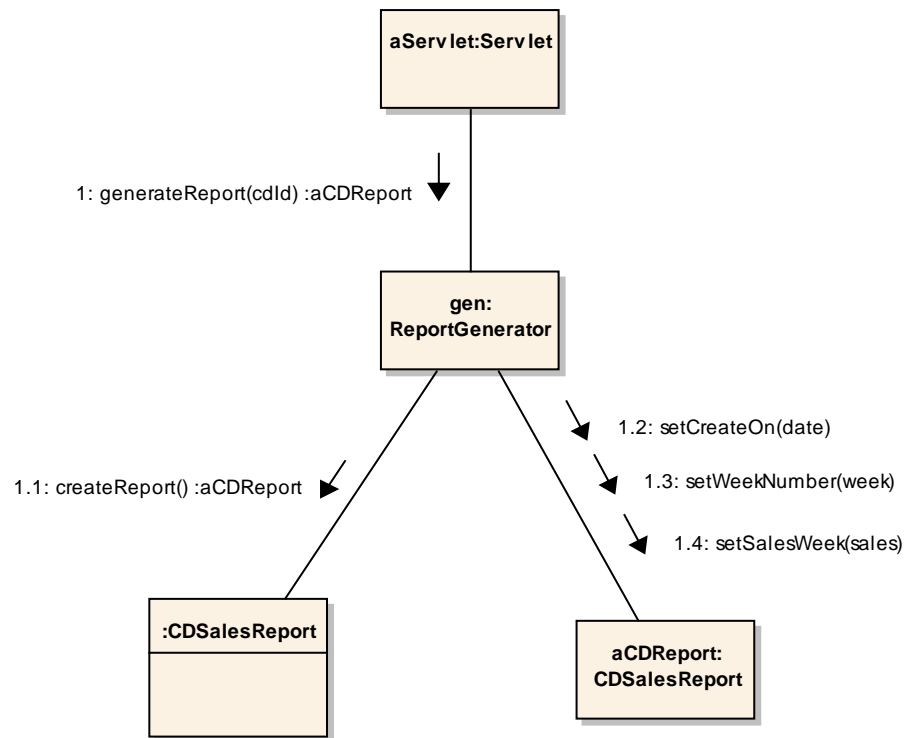 aServlet:Servlet
1: generateReport(cdId) :aCDReport
gen:
ReportGenerator
1.2: setCreateOn(date)
1.1: createReport() :aCDReport
1.3: setWeekNumber(week)
1.4: setSalesWeek(sales)
:CDSalesReport
aCDReport:
CDSalesReport